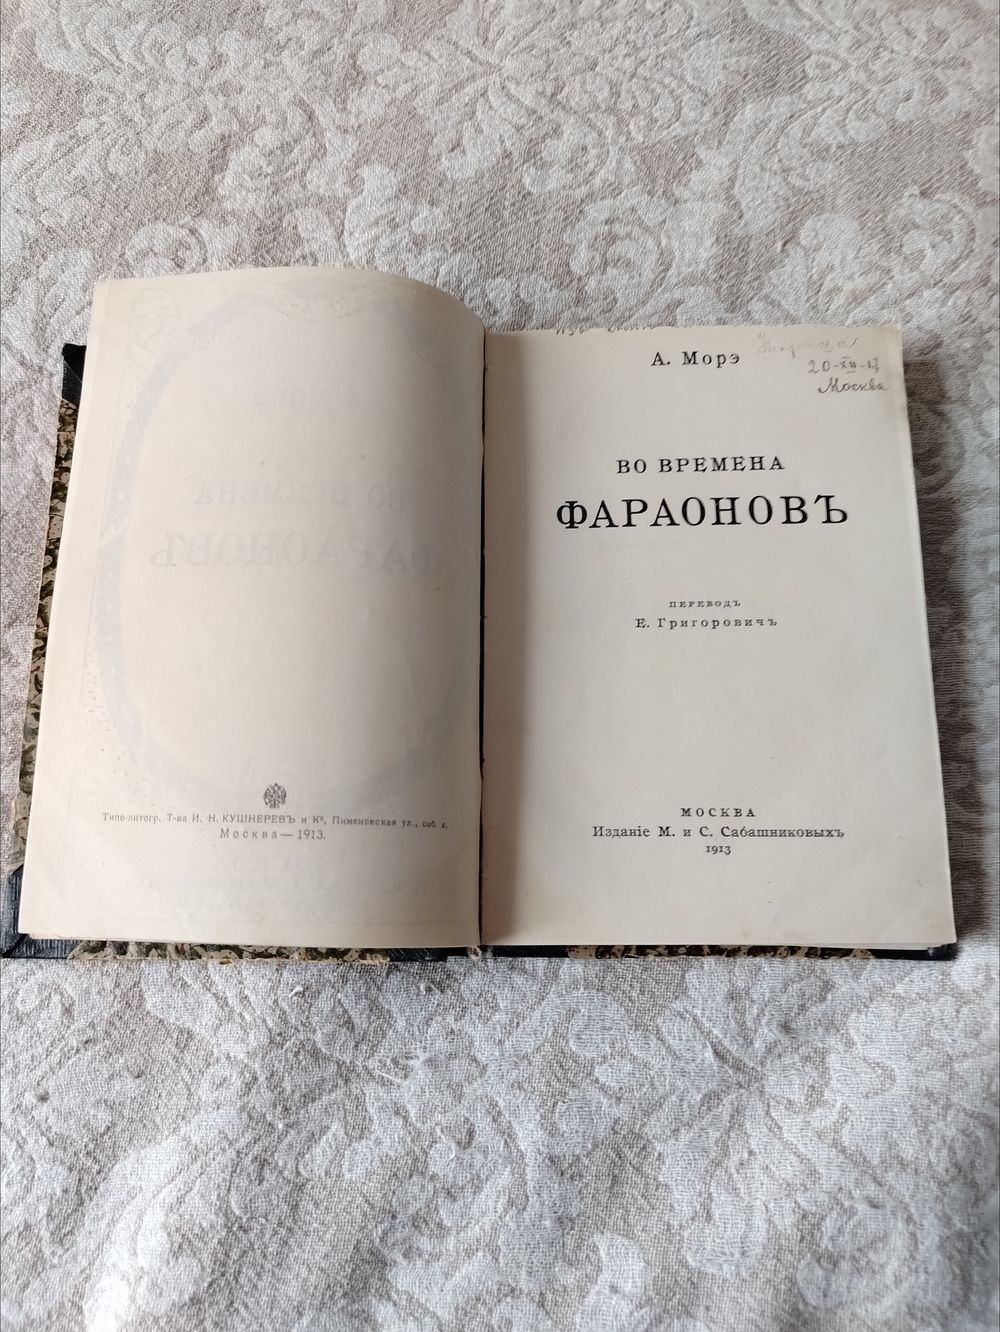 Типо-литогр. Т-ва И. Н. КУШНЕРЕВЪ и Кº, Пименовская ул., соб. д.
Москва—1913.
А. Морэ
20-XII-17
Москва
ВО ВРЕМЕНА
ФАРАОНОВЪ
ПЕРЕВОДЪ
Е. Григоровичъ
МОСКВА
Изданіе М. и С. Сабашниковыхъ
1913